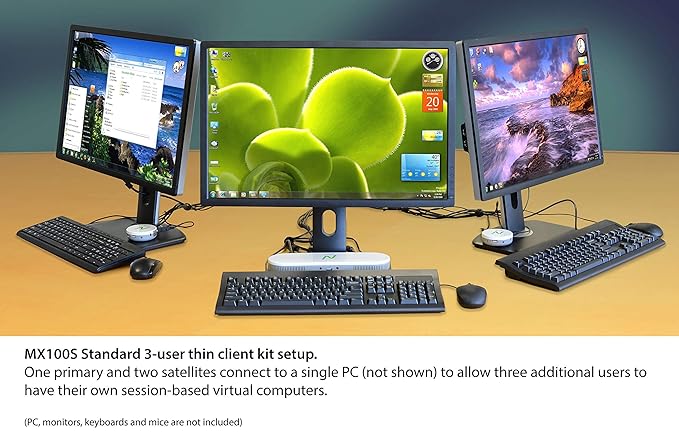 20
MX100S Standard 3-user thin client kit setup.
One primary and two satellites connect to a single PC (not shown) to allow three additional users to
have their own session-based virtual computers.
(PC, monitors, keyboards and mice are not included)